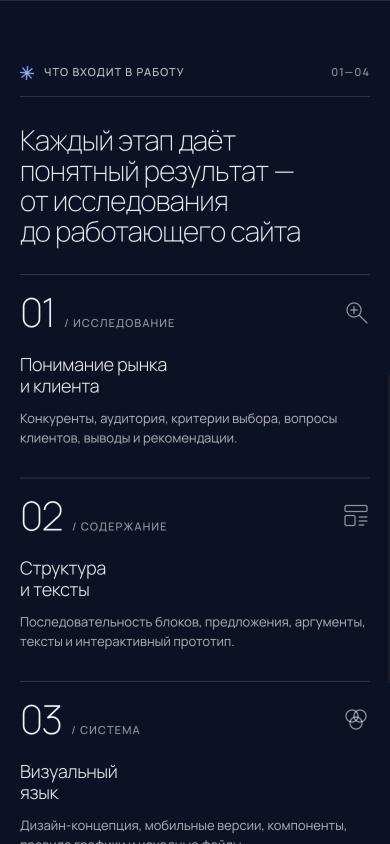 ЧТО ВХОДИТ В РАБОТУ
01—04
Каждый этап даёт
понятный результат —
от исследования
до работающего сайта
01 / ИССЛЕДОВАНИЕ
Понимание рынка
и клиента
Конкуренты, аудитория, критерии выбора, вопросы
клиентов, выводы и рекомендации.
02 / СОДЕРЖАНИЕ
Структура
и тексты
Последовательность блоков, предложения, аргументы,
тексты и интерактивный прототип.
03 / СИСТЕМА
Визуальный
язык
Дизайн-концепция, мобильные версии, компоненты,